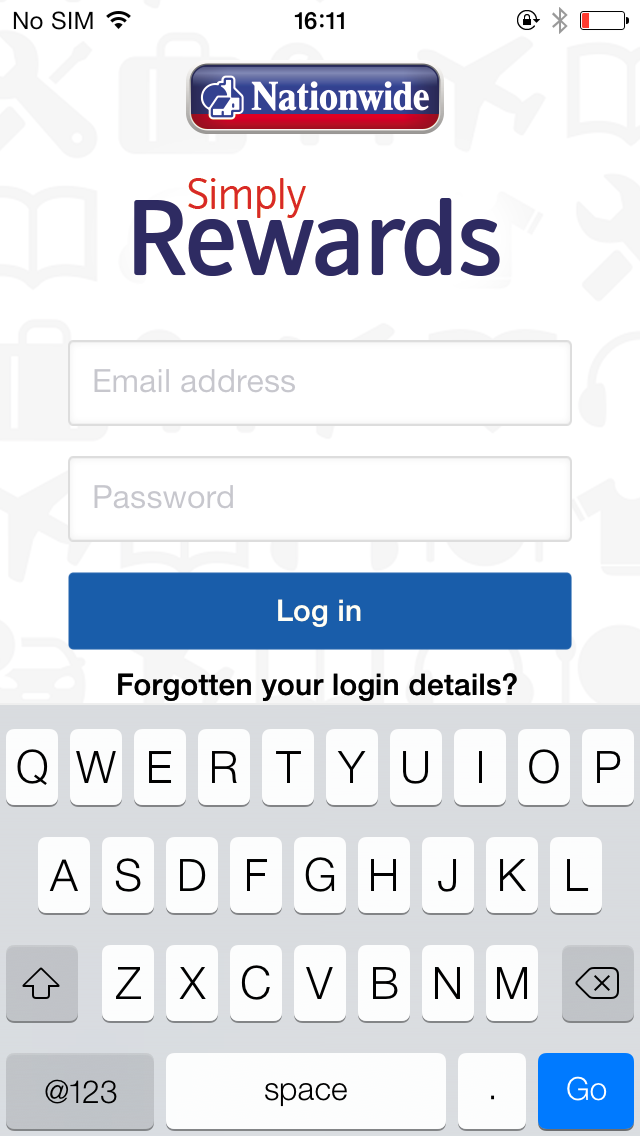 No SIM 16:11
Nationwide
Simply
Rewards
Email address
Password
Log in
Forgotten your login details?
Q W E R T Y U I O P
A S D F G H J K L
Z X C V B N M
@123 space . Go